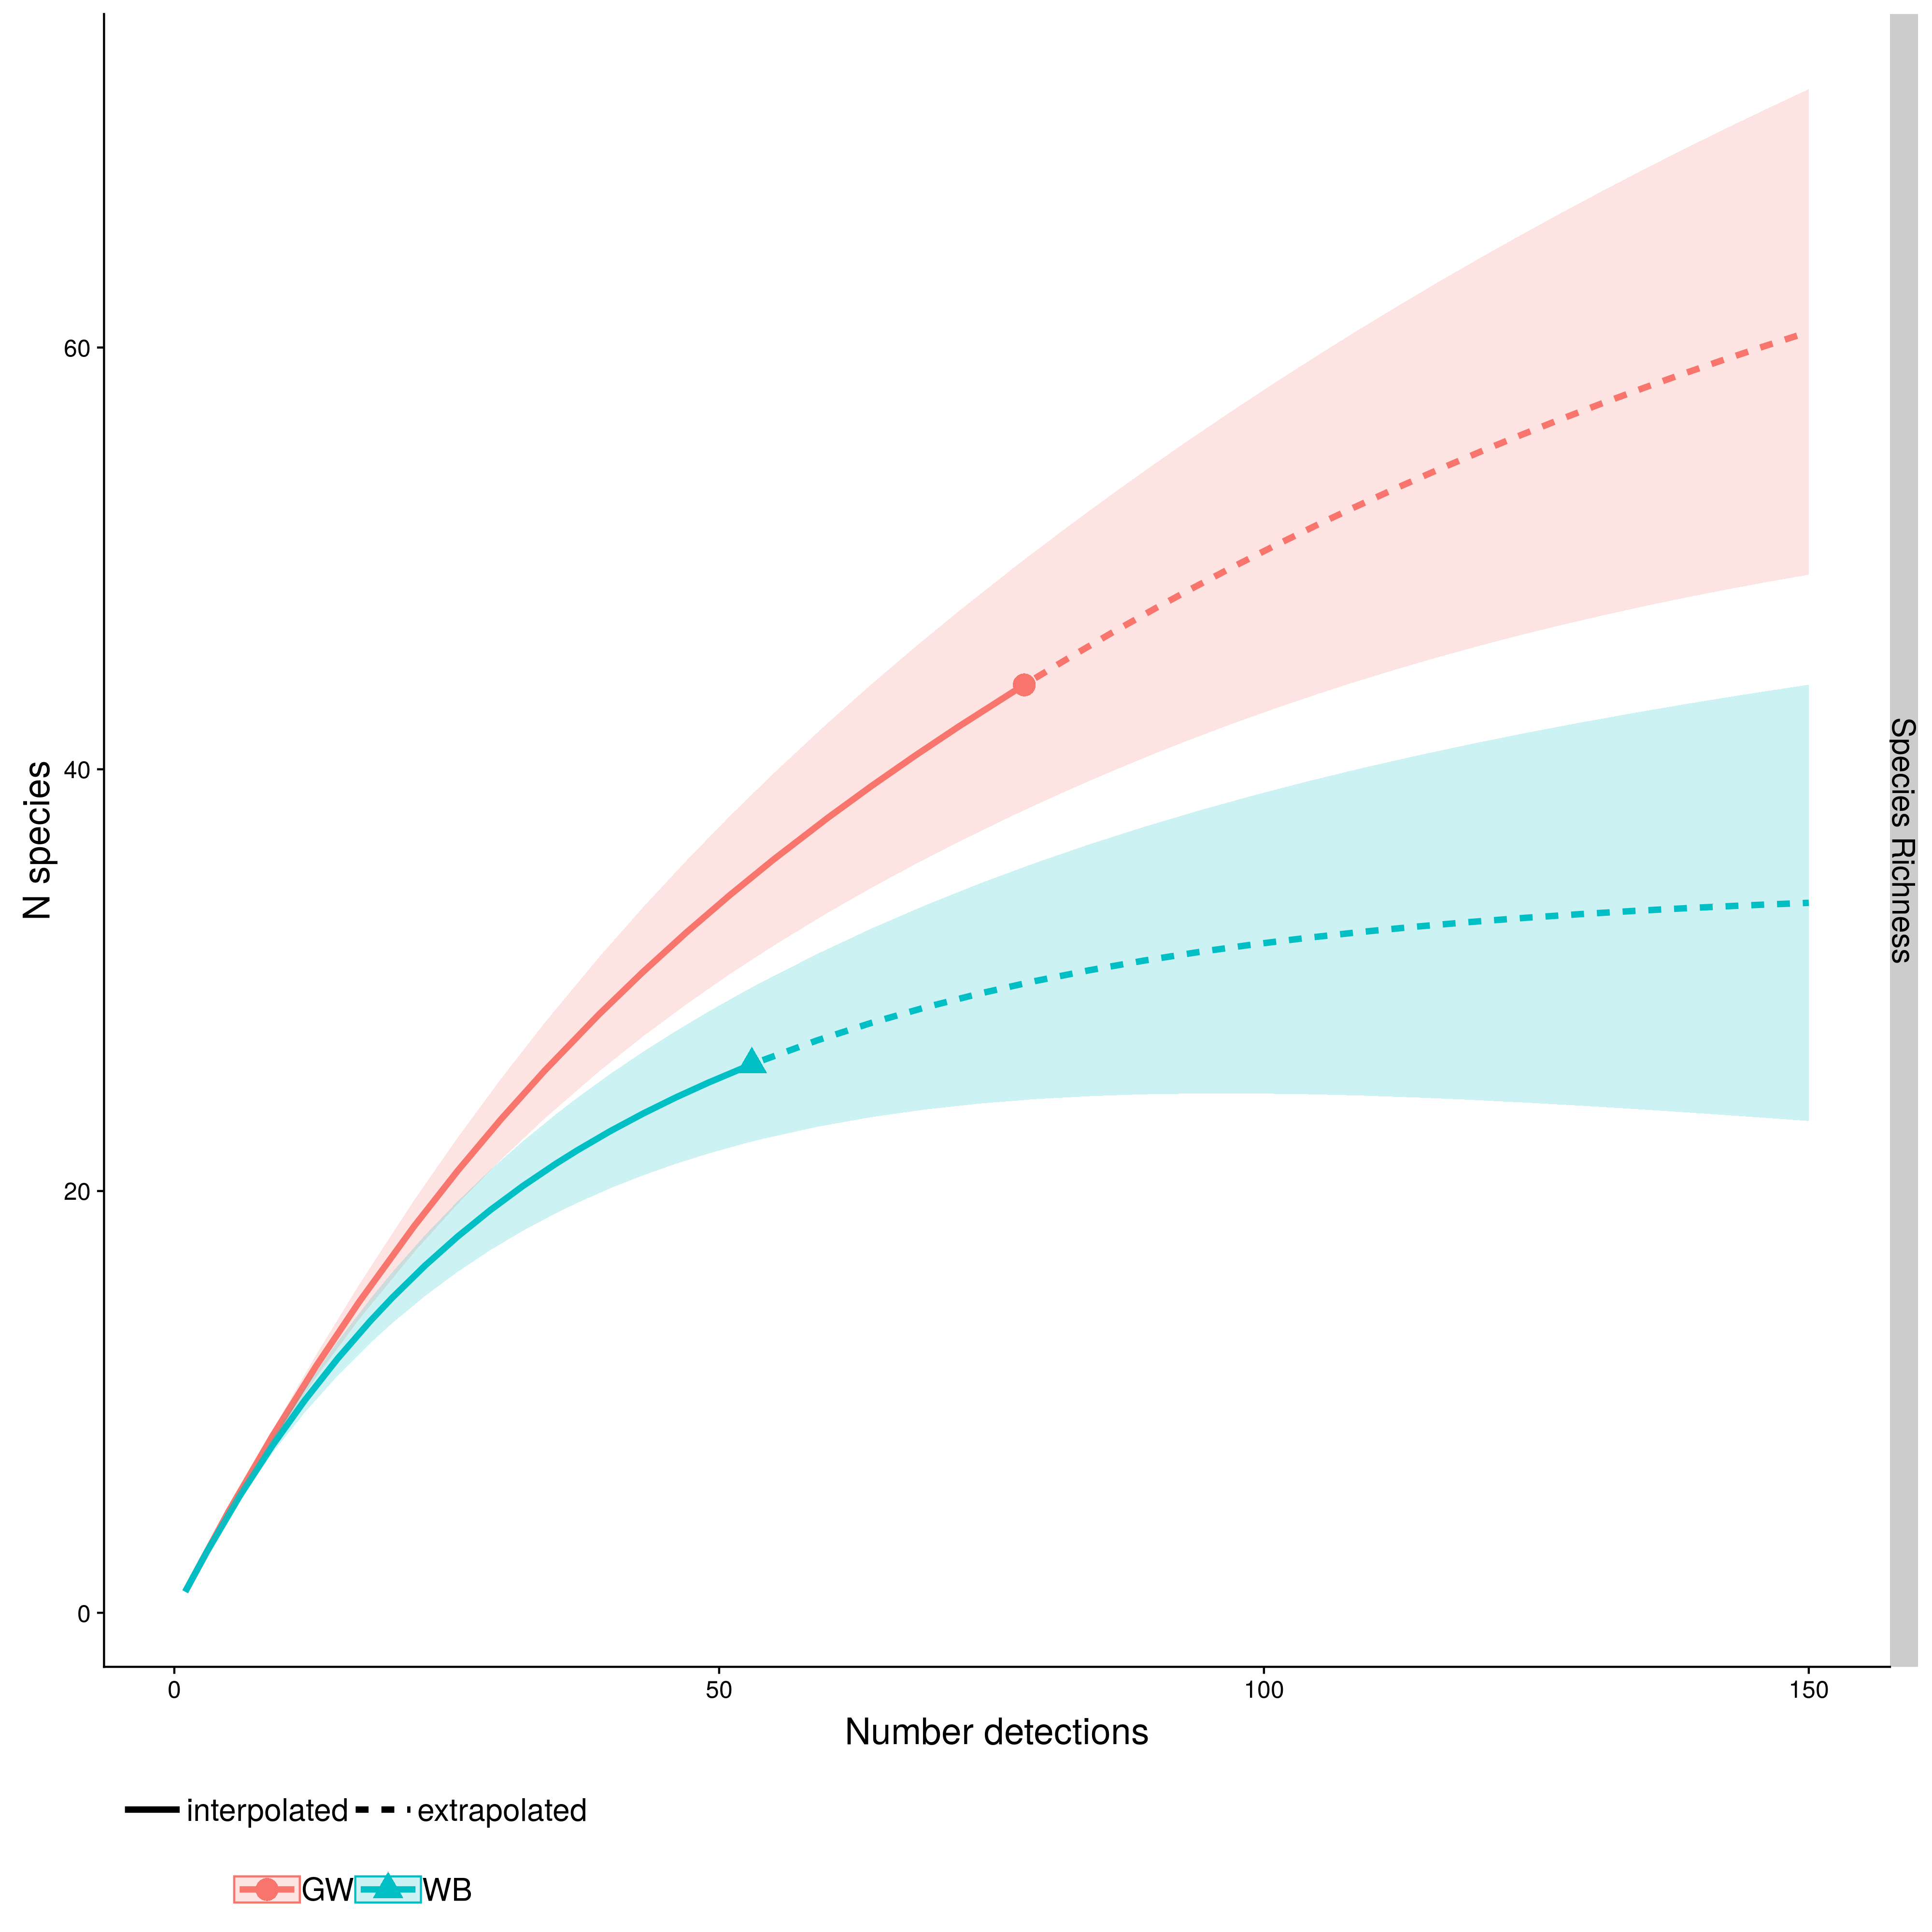 60
40
20
0
N species
Species Richness
0 50 100 150
Number detections
interpolated extrapolated
GW WB